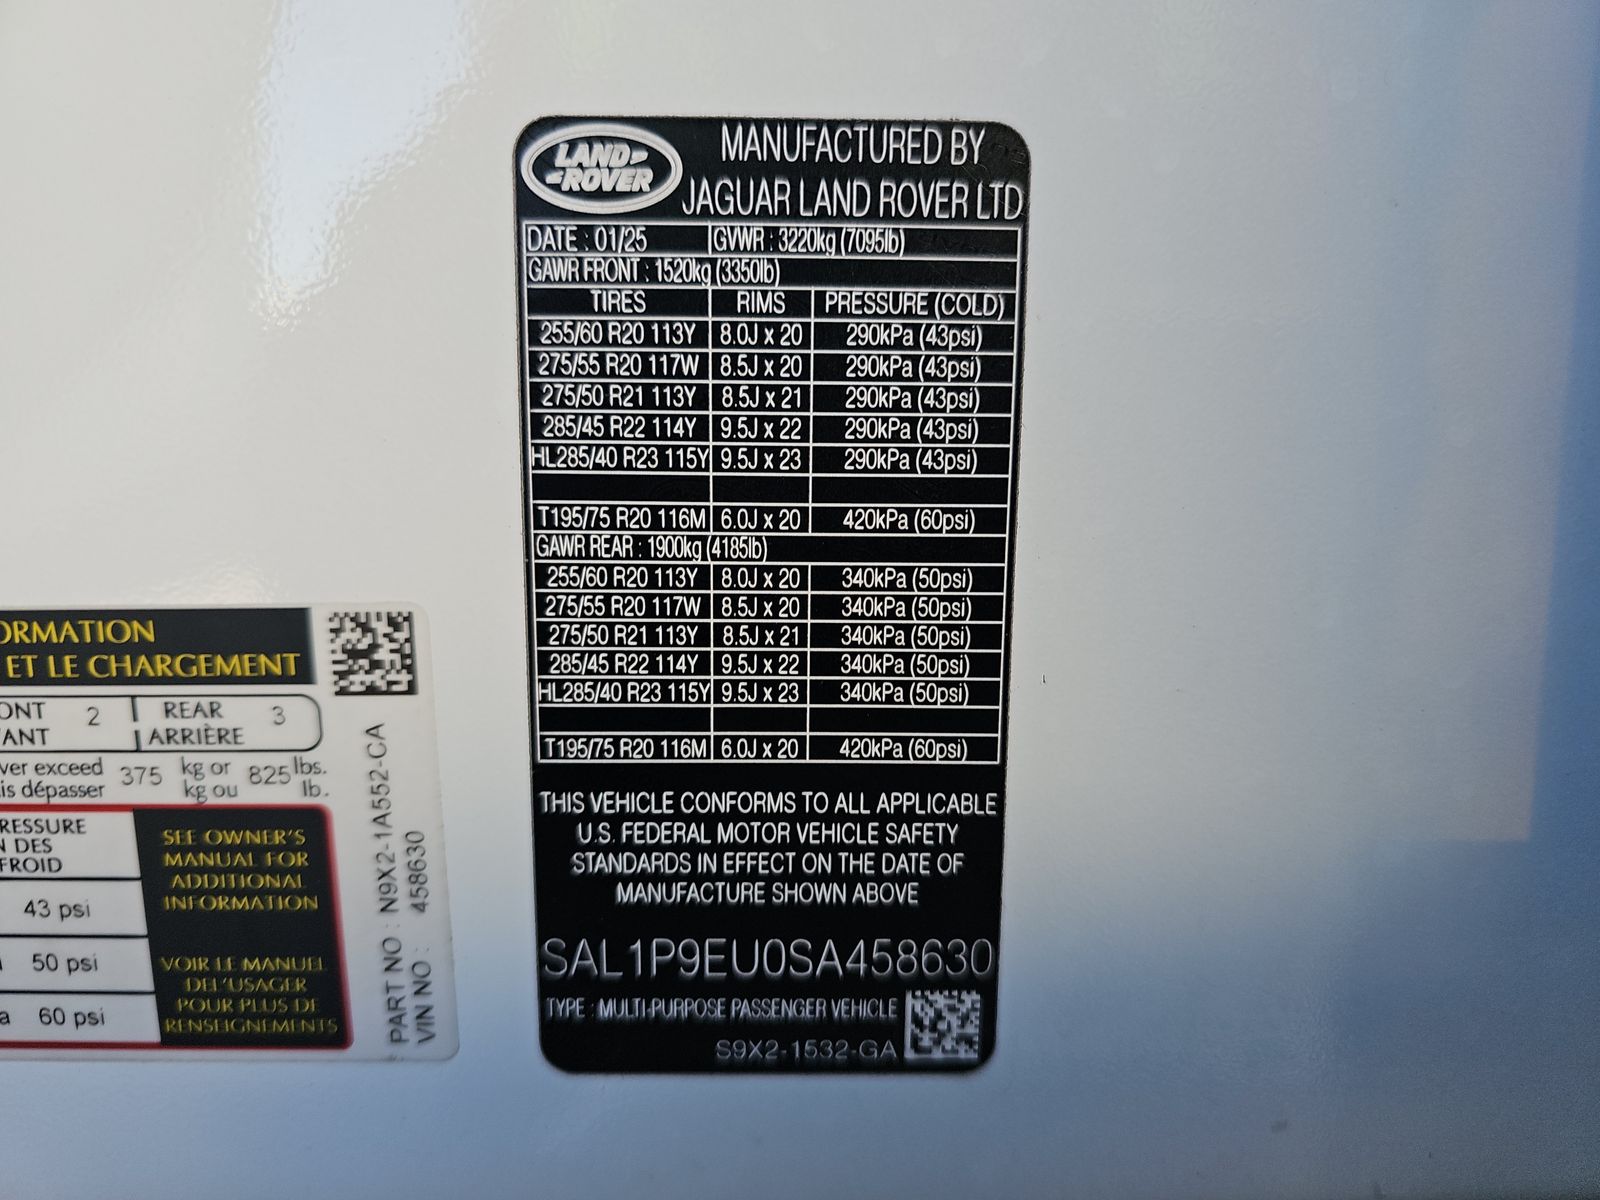 LAND
ROVER
MANUFACTURED BY
JAGUAR LAND ROVER LTD
DATE : 01/25 GVWR : 3220kg (7095lb)
GAWR FRONT : 1520kg (3350lb)
TIRES RIMS PRESSURE (COLD)
255/60 R20 113Y 8.0J x 20 290kPa (43psi)
275/55 R20 117W 8.5J x 20 290kPa (43psi)
275/50 R21 113Y 8.5J x 21 290kPa (43psi)
285/45 R22 114Y 9.5J x 22 290kPa (43psi)
HL285/40 R23 115Y 9.5J x 23 290kPa (43psi)
T195/75 R20 116M 6.0J x 20 420kPa (60psi)
GAWR REAR : 1900kg (4185lb)
255/60 R20 113Y 8.0J x 20 340kPa (50psi)
275/55 R20 117W 8.5J x 20 340kPa (50psi)
275/50 R21 113Y 8.5J x 21 340kPa (50psi)
285/45 R22 114Y 9.5J x 22 340kPa (50psi)
HL285/40 R23 115Y 9.5J x 23 340kPa (50psi)
T195/75 R20 116M 6.0J x 20 420kPa (60psi)
THIS VEHICLE CONFORMS TO ALL APPLICABLE
U.S. FEDERAL MOTOR VEHICLE SAFETY
STANDARDS IN EFFECT ON THE DATE OF
MANUFACTURE SHOWN ABOVE
SAL1P9EU0SA458630
TYPE : MULTI-PURPOSE PASSENGER VEHICLE
S9X2-1532-GA
ORMATION
ET LE CHARGEMENT
ONT 2 REAR 3
ANT ARRIÈRE
ver exceed 375 kg or 825 lbs.
is dépasser kg ou lb.
RESSURE
N DES
FROID
43 psi
50 psi
a 60 psi
SEE OWNER'S
MANUAL FOR
ADDITIONAL
INFORMATION
VOIR LE MANUEL
DEL'USAGER
POUR PLUS DE
RENSEIGNEMENTS
PART NO : N9X2-1A552-CA
VIN NO : 458630